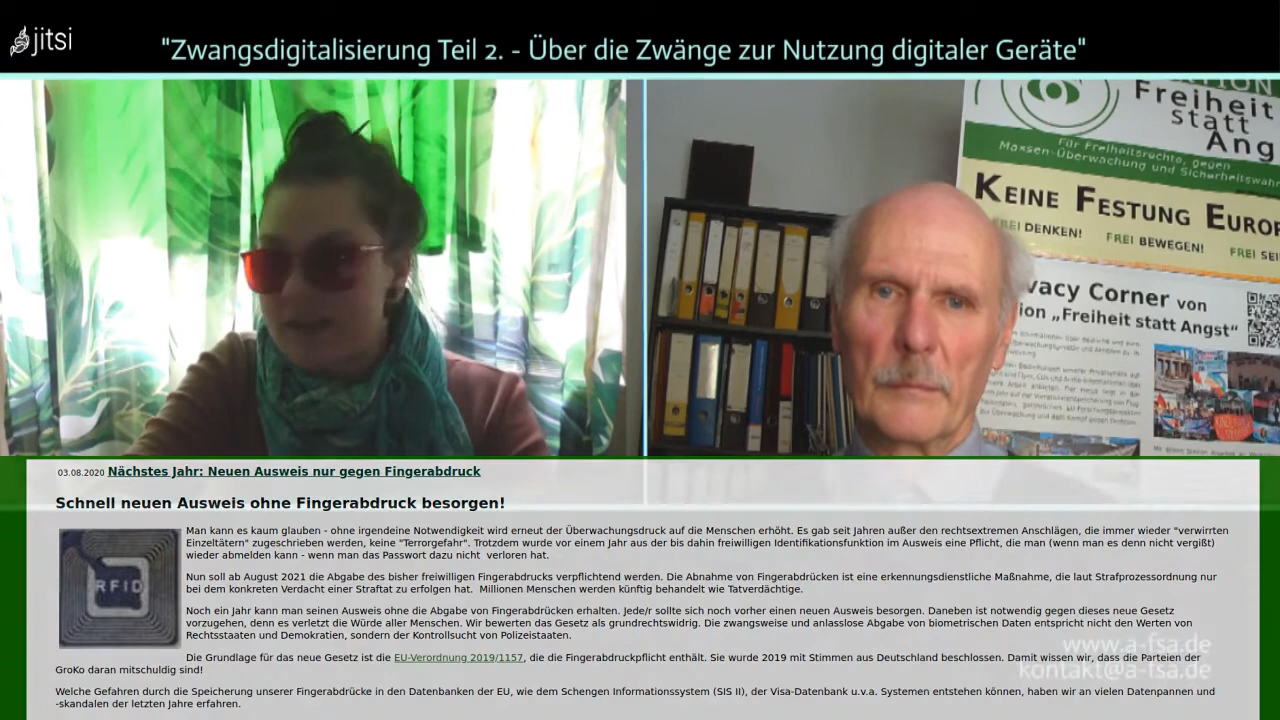 jitsi
"Zwangsdigitalisierung Teil 2. - Über die Zwänge zur Nutzung digitaler Geräte"
Freiheit
statt
Ang
Für Freiheitsrechte, gegen
Massen-Überwachung und Sicherheitswahn
KEINE FESTUNG EUROP
FREI DENKEN! FREI BEWEGEN! FREI SEI
vacy Corner von
ion „Freiheit statt Angst“
03.08.2020 Nächstes Jahr: Neuen Ausweis nur gegen Fingerabdruck
Schnell neuen Ausweis ohne Fingerabdruck besorgen!
RFID
Man kann es kaum glauben - ohne irgendeine Notwendigkeit wird erneut der Überwachungsdruck auf die Menschen erhöht. Es gab seit Jahren außer den rechtsextremen Anschlägen, die immer wieder "verwirrten
Einzeltätern" zugeschrieben werden, keine "Terrorgefahr". Trotzdem wurde vor einem Jahr aus der bis dahin freiwilligen Identifikationsfunktion im Ausweis eine Pflicht, die man (wenn man es denn nicht vergißt)
wieder abmelden kann - wenn man das Passwort dazu nicht verloren hat.
Nun soll ab August 2021 die Abgabe des bisher freiwilligen Fingerabdrucks verpflichtend werden. Die Abnahme von Fingerabdrücken ist eine erkennungsdienstliche Maßnahme, die laut Strafprozessordnung nur
bei dem konkreten Verdacht einer Straftat zu erfolgen hat. Millionen Menschen werden künftig behandelt wie Tatverdächtige.
Noch ein Jahr kann man seinen Ausweis ohne die Abgabe von Fingerabdrücken erhalten. Jede/r sollte sich noch vorher einen neuen Ausweis besorgen. Daneben ist notwendig gegen dieses neue Gesetz
vorzugehen, denn es verletzt die Würde aller Menschen. Wir bewerten das Gesetz als grundrechtswidrig. Die zwangsweise und anlasslose Abgabe von biometrischen Daten entspricht nicht den Werten von
Rechtsstaaten und Demokratien, sondern der Kontrollsucht von Polizeistaaten.
www.a-fsa.de
Die Grundlage für das neue Gesetz ist die EU-Verordnung 2019/1157, die die Fingerabdruckpflicht enthält. Sie wurde 2019 mit Stimmen aus Deutschland beschlossen. Damit wissen wir, dass die Parteien der
GroKo daran mitschuldig sind!
kontakt@a-fsa.de
Welche Gefahren durch die Speicherung unserer Fingerabdrücke in den Datenbanken der EU, wie dem Schengen Informationssystem (SIS II), der Visa-Datenbank u.v.a. Systemen entstehen können, haben wir an vielen Datenpannen und
-skandalen der letzten Jahre erfahren.